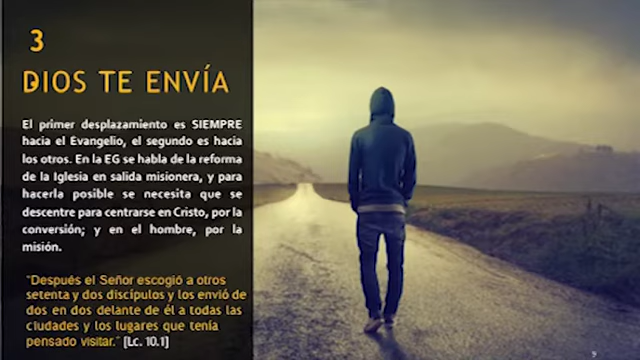 3
DIOS TE ENVÍA
El primer desplazamiento es SIEMPRE
hacia el Evangelio, el segundo es hacia
los otros. En la EG se habla de la reforma
de la Iglesia en salida misionera, y para
hacerla posible se necesita que se
descentre para centrarse en Cristo, por la
conversión; y en el hombre, por la
misión.
"Después el Señor escogió a otros
setenta y dos discípulos y los envió de
dos en dos delante de él a todas las
ciudades y los lugares que tenía
pensado visitar." [Lc. 10.1]